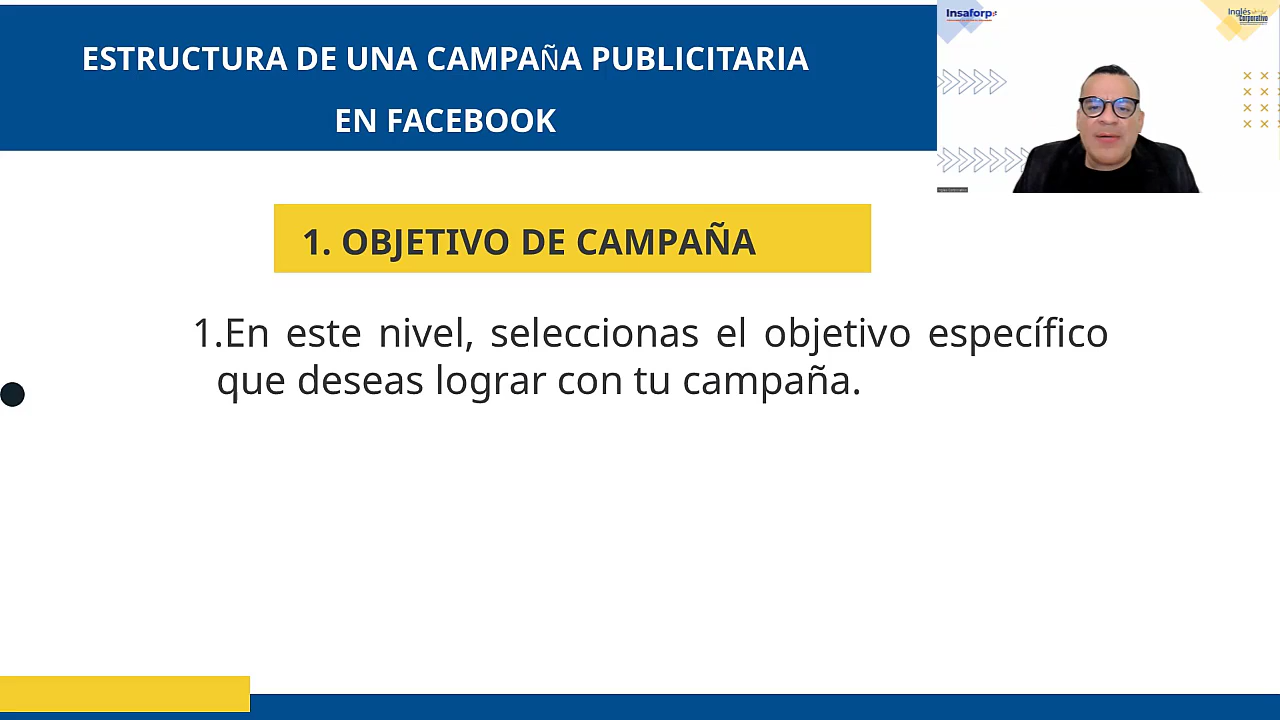 ESTRUCTURA DE UNA CAMPAÑA PUBLICITARIA
EN FACEBOOK
Insaforp
Inglés
Corporativo
1. OBJETIVO DE CAMPAÑA
1.En este nivel, seleccionas el objetivo específico
que deseas lograr con tu campaña.